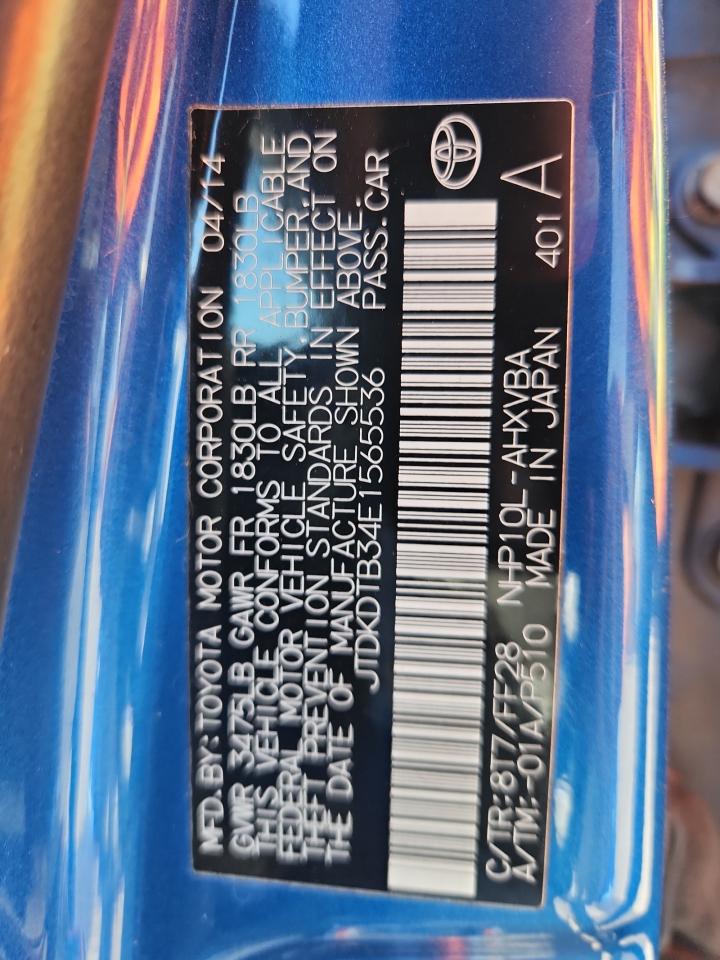 MFD.BY:TOYOTA MOTOR CORPORATION 04/14
GVWR 3475LB GAWR FR 1830LB RR 1830LB
THIS VEHICLE CONFORMS TO ALL APPLICABLE
FEDERAL MOTOR VEHICLE SAFETY,BUMPER,AND
THEFT PREVENTION STANDARDS IN EFFECT ON
THE DATE OF MANUFACTURE SHOWN ABOVE.
JTDKDTB34E1565536 PASS.CAR
C/TR:8T7/FF28 NHP10L-AHXVBA
A/TM:-01A/P510 MADE IN JAPAN 401 A